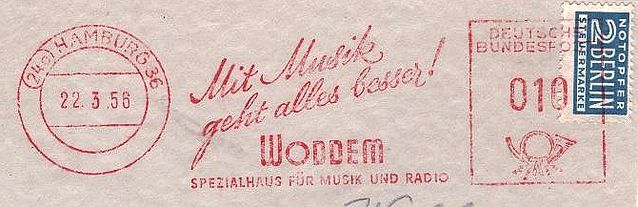 (24a) HAMBURG 36
22.3.56
Mit Musik
geht alles besser!
WODDEM
SPEZIALHAUS FÜR MUSIK UND RADIO
DEUTSCHE
BUNDESPO
010
NOTOPFER
2 BERLIN
STEUERMARKE